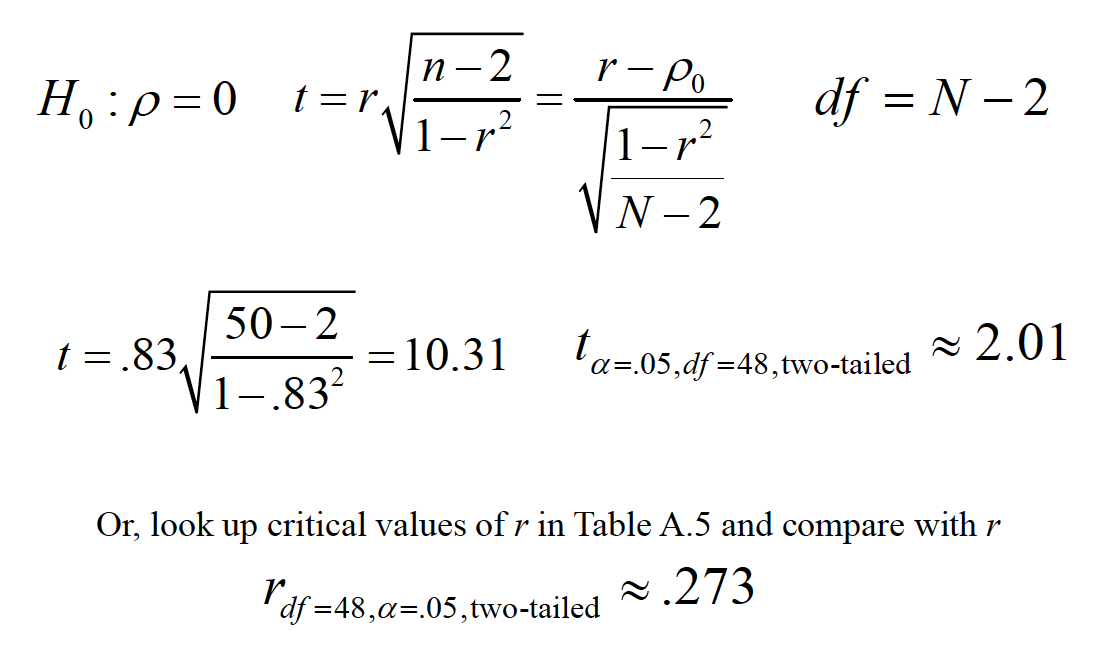 H₀ : ρ = 0   t = r√((n − 2)/(1 − r²)) = (r − ρ₀)/√((1 − r²)/(N − 2))   df = N − 2
t = .83√((50 − 2)/(1 − .83²)) = 10.31   t_{α=.05, df=48, two-tailed} ≈ 2.01
Or, look up critical values of r in Table A.5 and compare with r
r_{df=48, α=.05, two-tailed} ≈ .273